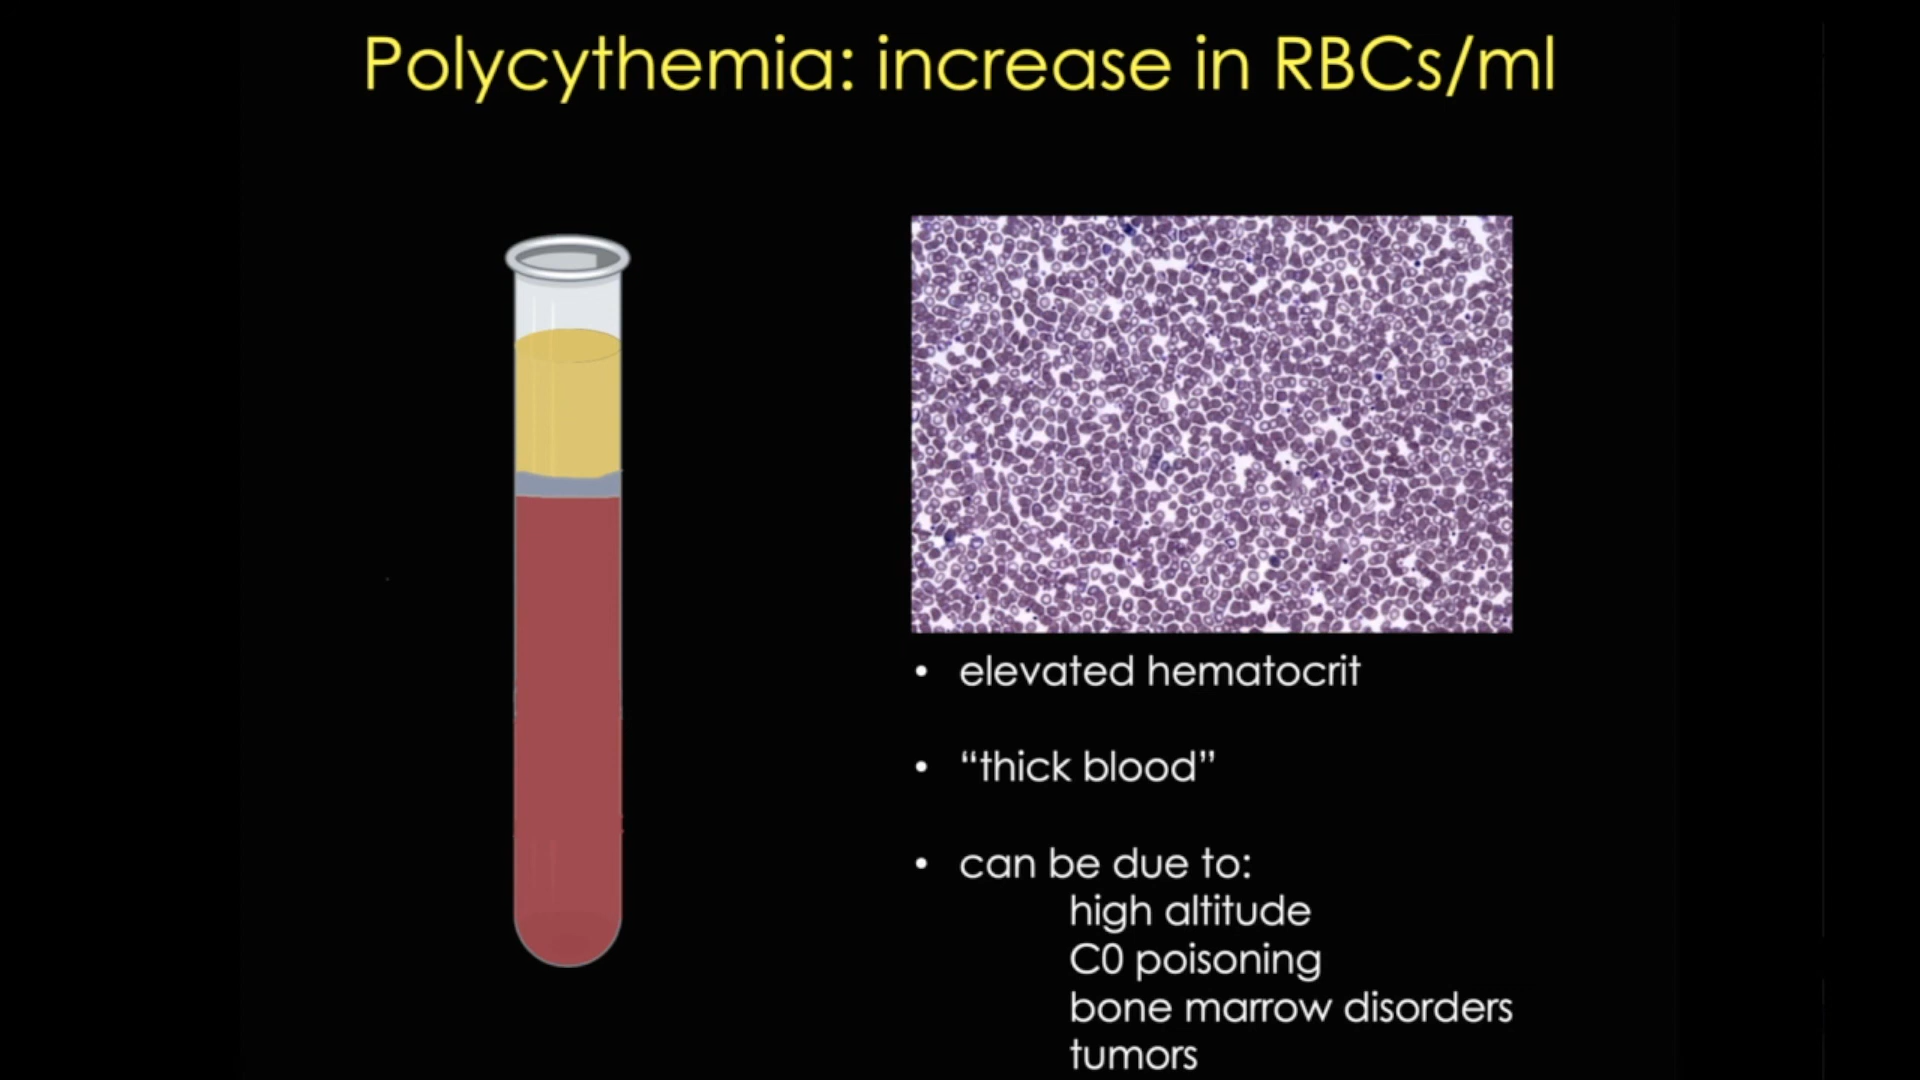 Polycythemia: increase in RBCs/ml
• elevated hematocrit
• “thick blood”
• can be due to:
high altitude
C0 poisoning
bone marrow disorders
tumors